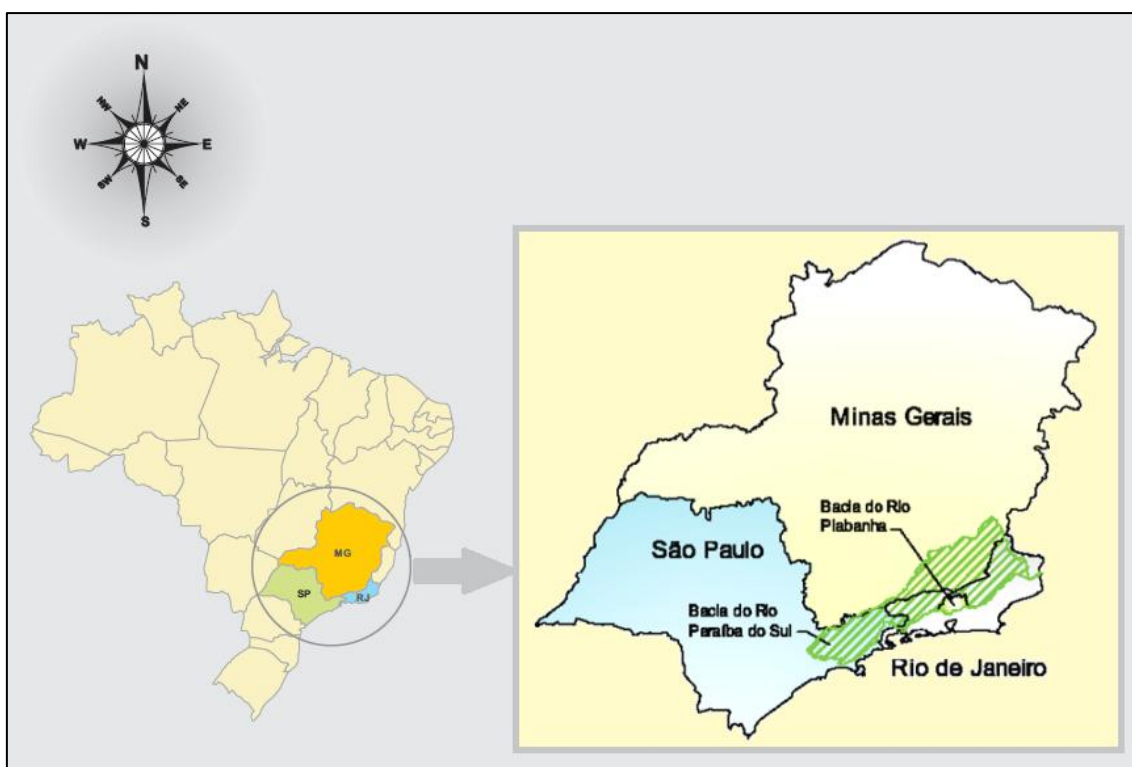 N
NW
NE
W
E
SW
SE
S
MG
SP
RJ
Minas Gerais
Bacia do Rio
Piabanha
São Paulo
Bacia do Rio
Paraíba do Sul
Rio de Janeiro